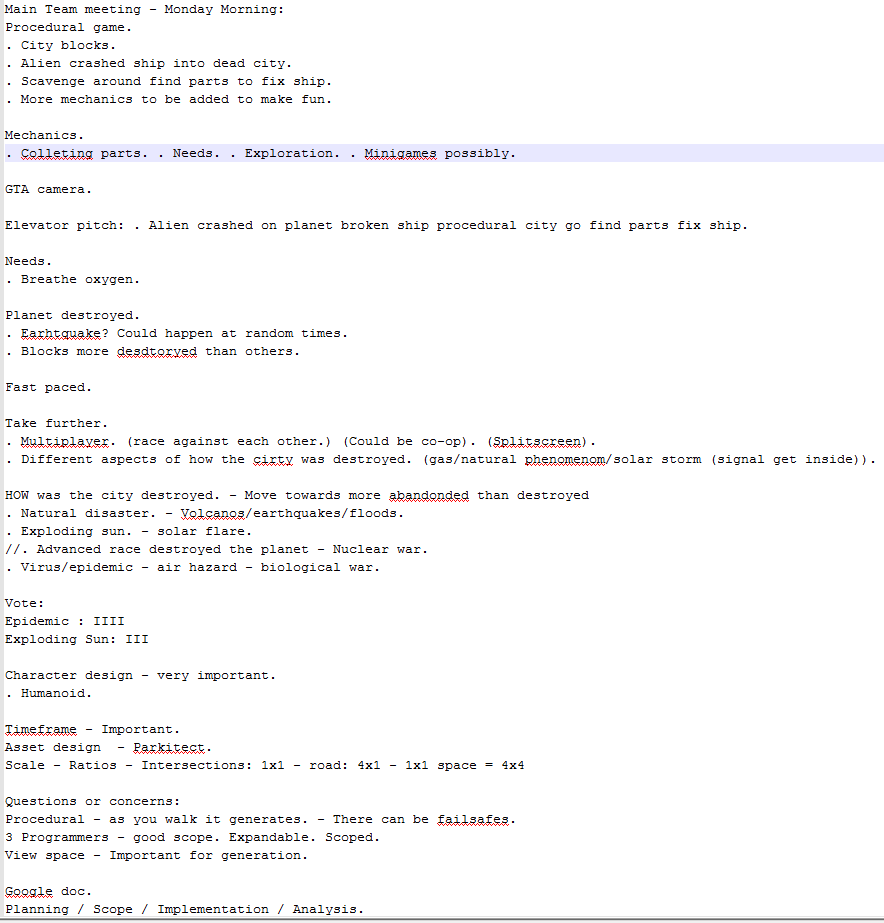 Main Team meeting - Monday Morning:
Procedural game.
. City blocks.
. Alien crashed ship into dead city.
. Scavenge around find parts to fix ship.
. More mechanics to be added to make fun.
Mechanics.
. Colleting parts. . Needs. . Exploration. . Minigames possibly.
GTA camera.
Elevator pitch: . Alien crashed on planet broken ship procedural city go find parts fix ship.
Needs.
. Breathe oxygen.
Planet destroyed.
. Earhtquake? Could happen at random times.
. Blocks more desdtoryed than others.
Fast paced.
Take further.
. Multiplayer. (race against each other.) (Could be co-op). (Splitscreen).
. Different aspects of how the cirty was destroyed. (gas/natural phenomenom/solar storm (signal get inside)).
HOW was the city destroyed. - Move towards more abandonded than destroyed
. Natural disaster. - Volcanos/earthquakes/floods.
. Exploding sun. - solar flare.
//. Advanced race destroyed the planet - Nuclear war.
. Virus/epidemic - air hazard - biological war.
Vote:
Epidemic : IIII
Exploding Sun: III
Character design - very important.
. Humanoid.
Timeframe - Important.
Asset design  - Parkitect.
Scale - Ratios - Intersections: 1x1 - road: 4x1 - 1x1 space = 4x4
Questions or concerns:
Procedural - as you walk it generates. - There can be failsafes.
3 Programmers - good scope. Expandable. Scoped.
View space - Important for generation.
Google doc.
Planning / Scope / Implementation / Analysis.